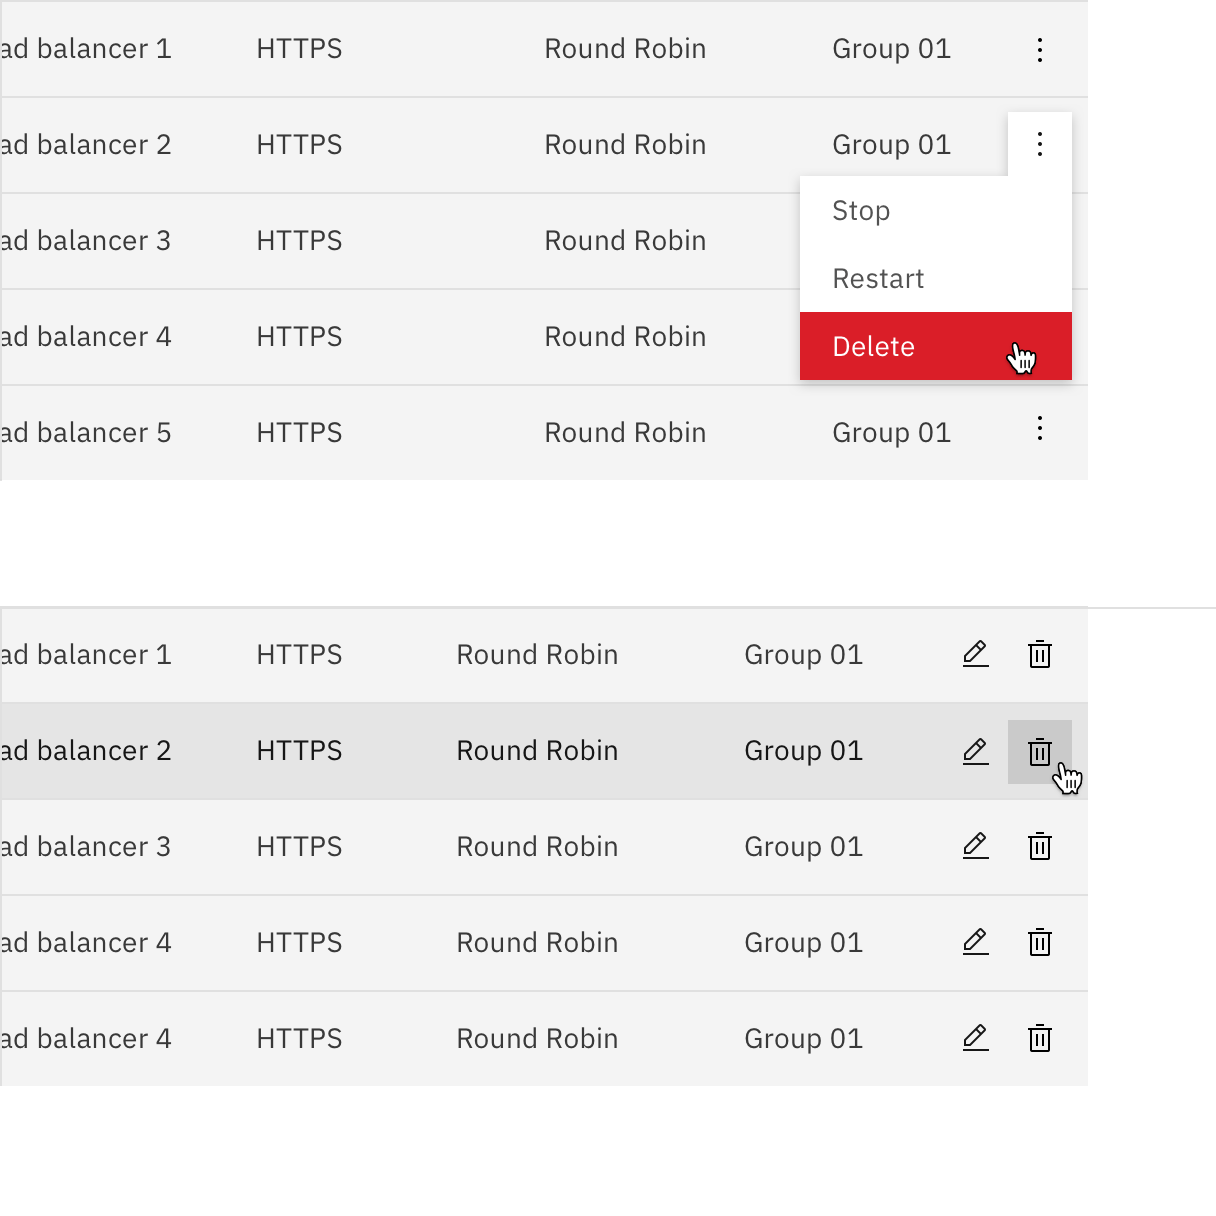 ad balancer 1 HTTPS Round Robin Group 01
ad balancer 2 HTTPS Round Robin Group 01
Stop
ad balancer 3 HTTPS Round Robin
Restart
ad balancer 4 HTTPS Round Robin
Delete
ad balancer 5 HTTPS Round Robin Group 01
ad balancer 1 HTTPS Round Robin Group 01
ad balancer 2 HTTPS Round Robin Group 01
ad balancer 3 HTTPS Round Robin Group 01
ad balancer 4 HTTPS Round Robin Group 01
ad balancer 4 HTTPS Round Robin Group 01